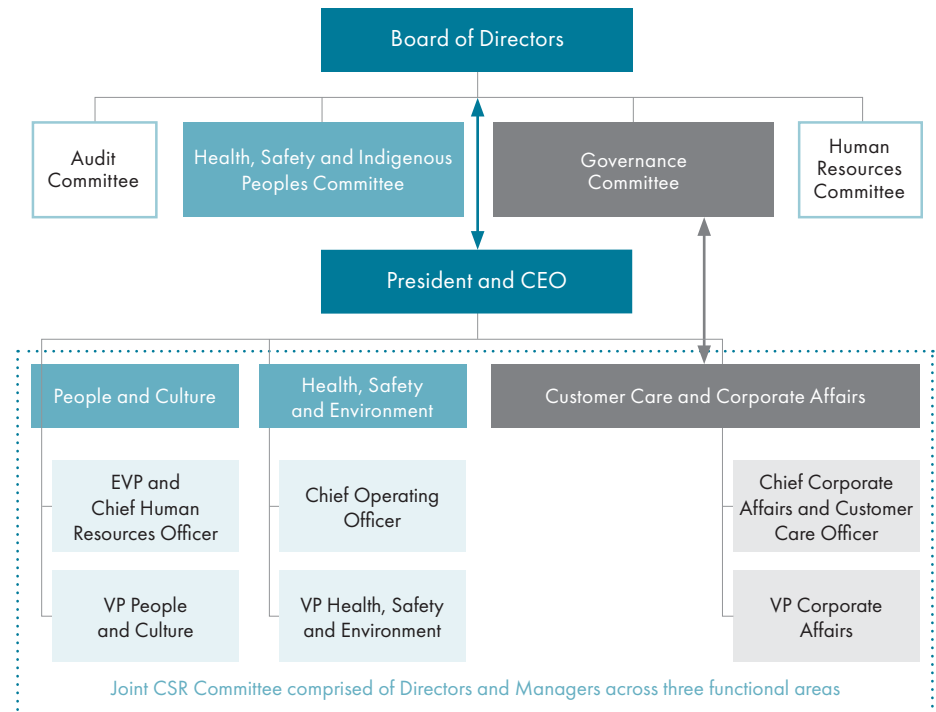 Board of Directors
Audit
Committee
Health, Safety and Indigenous
Peoples Committee
Governance
Committee
Human
Resources
Committee
President and CEO
People and Culture
Health, Safety
and Environment
Customer Care and Corporate Affairs
EVP and
Chief Human
Resources Officer
Chief Operating
Officer
Chief Corporate
Affairs and Customer
Care Officer
VP People
and Culture
VP Health, Safety
and Environment
VP Corporate
Affairs
Joint CSR Committee comprised of Directors and Managers across three functional areas